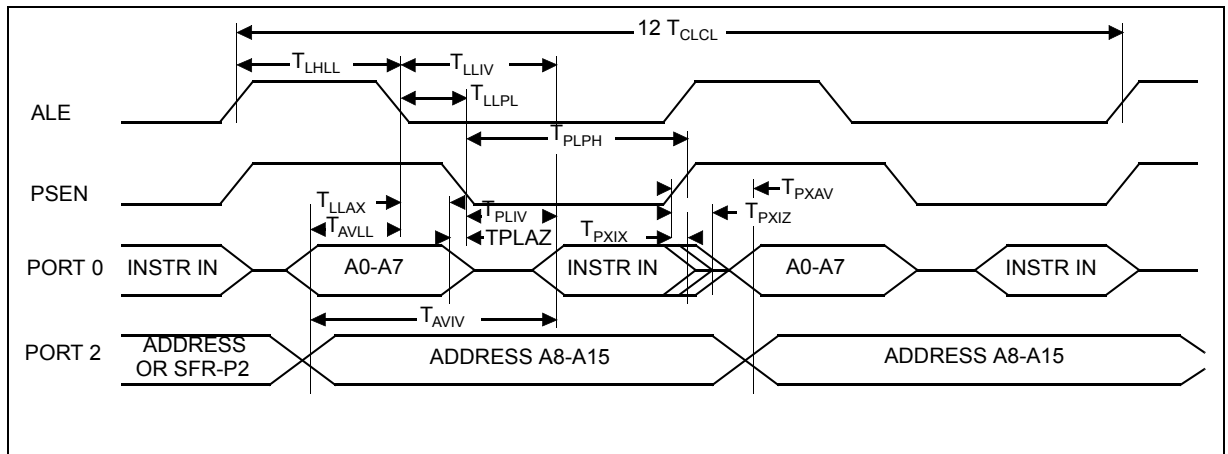 12 TCLCL
TLHLL
TLLIV
TLLPL
ALE
TPLPH
PSEN
TLLAX
TPLIV
TPXAV
TPXIZ
TAVLL
TPLAZ
TPXIX
PORT 0
INSTR IN
A0-A7
INSTR IN
A0-A7
INSTR IN
TAVIV
PORT 2
ADDRESS
OR SFR-P2
ADDRESS A8-A15
ADDRESS A8-A15